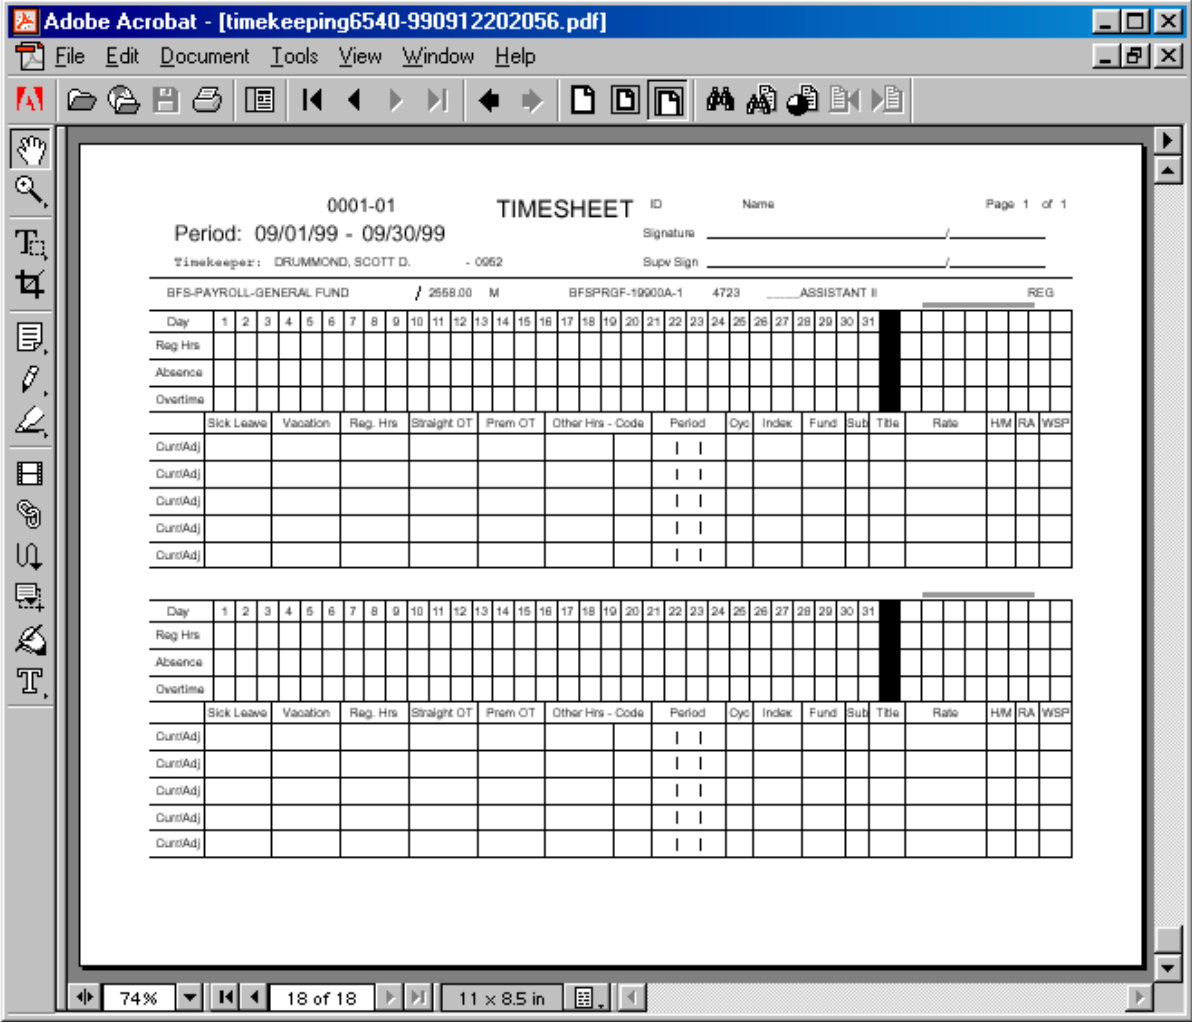 Adobe Acrobat - [timekeeping6540-990912202056.pdf]
File Edit Document Tools View Window Help
0001-01 TIMESHEET ID Name Page 1 of 1
Period: 09/01/99 - 09/30/99 Signature /
Timekeeper: DRUMMOND, SCOTT D. - 0952 Supv Sign /
BFS-PAYROLL-GENERAL FUND / 2558.00 M BFSPRGF-19900A-1 4723 _____ASSISTANT II REG
Day 1 2 3 4 5 6 7 8 9 10 11 12 13 14 15 16 17 18 19 20 21 22 23 24 25 26 27 28 29 30 31
Reg Hrs
Absence
Overtime
Sick Leave Vacation Reg. Hrs Straight OT Prem OT Other Hrs - Code Period Cyc Index Fund Sub Title Rate H/M RA WSP
Curr/Adj
Curr/Adj
Curr/Adj
Curr/Adj
Curr/Adj
Day 1 2 3 4 5 6 7 8 9 10 11 12 13 14 15 16 17 18 19 20 21 22 23 24 25 26 27 28 29 30 31
Reg Hrs
Absence
Overtime
Sick Leave Vacation Reg. Hrs Straight OT Prem OT Other Hrs - Code Period Cyc Index Fund Sub Title Rate H/M RA WSP
Curr/Adj
Curr/Adj
Curr/Adj
Curr/Adj
Curr/Adj
74% 18 of 18 11 x 8.5 in